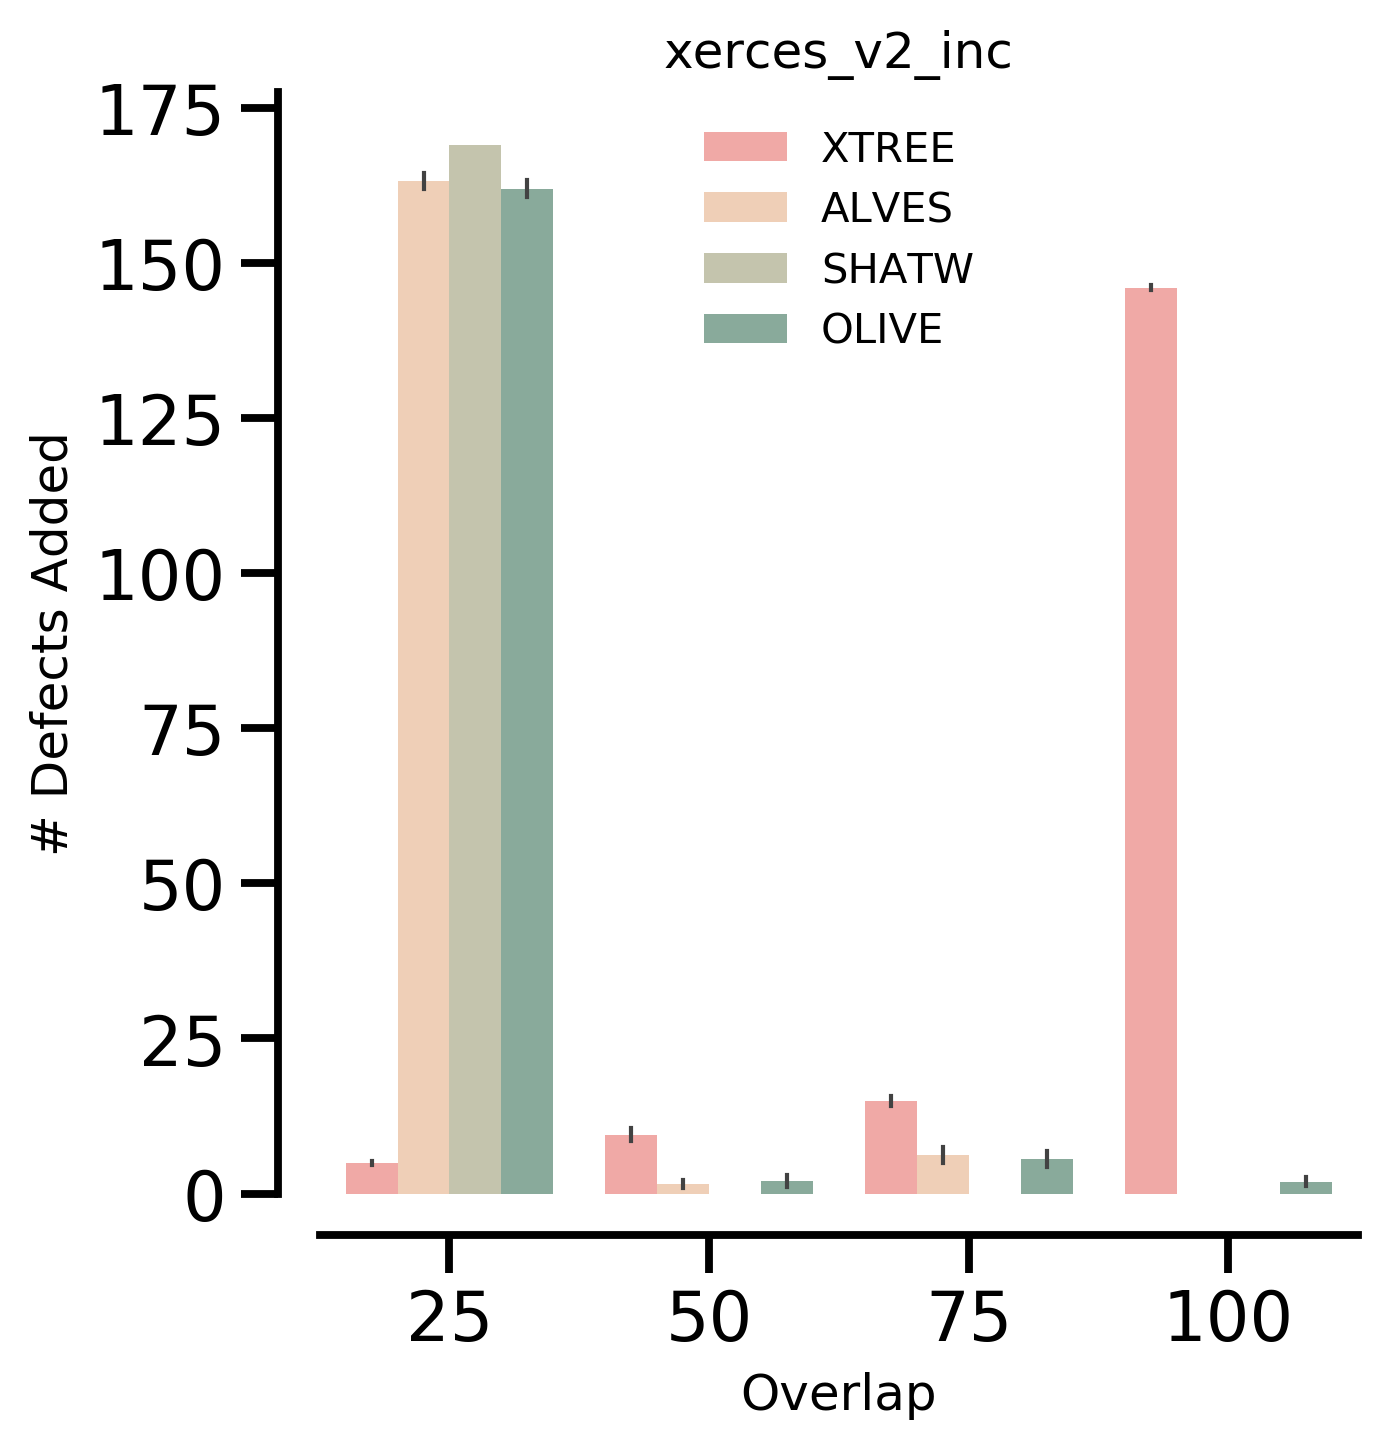 xerces_v2_inc
XTREE
ALVES
SHATW
OLIVE
# Defects Added
175
150
125
100
75
50
25
0
25 50 75 100
Overlap